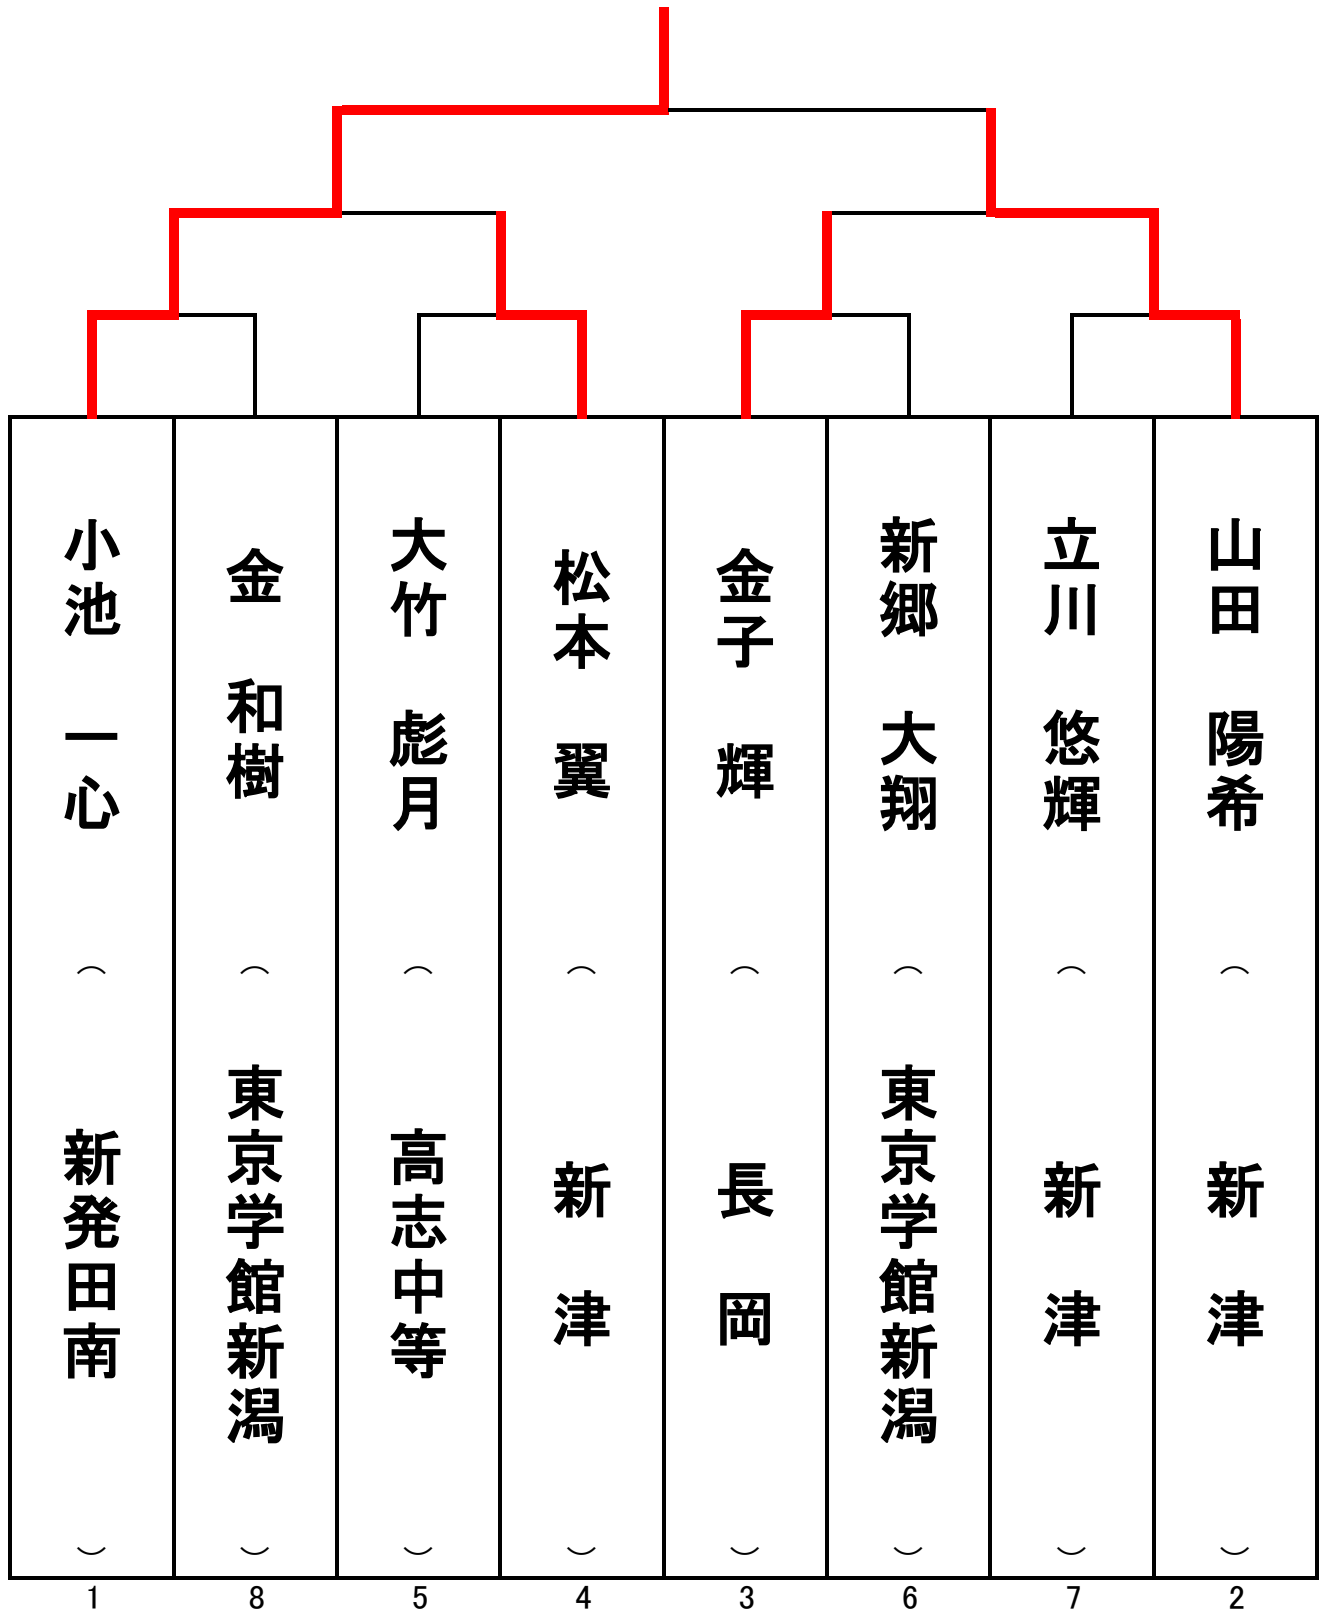 小池 一心 （新発田南） 1
金 和樹 （東京学館新潟） 8
大竹 彪月 （高志中等） 5
松本 翼 （新津） 4
金子 輝 （長岡） 3
新郷 大翔 （東京学館新潟） 6
立川 悠輝 （新津） 7
山田 陽希 （新津） 2